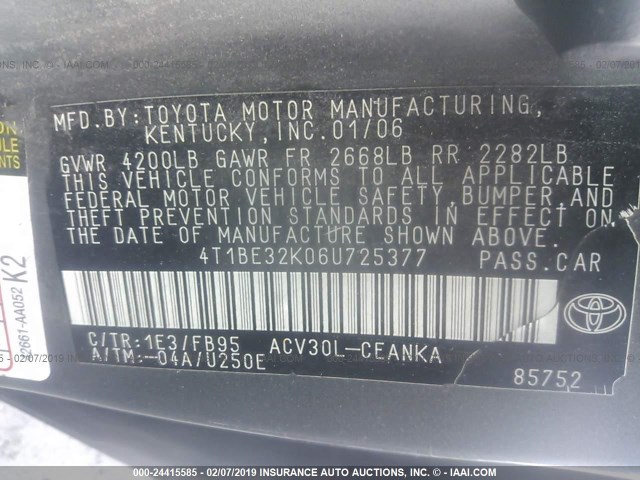 MFD.BY:TOYOTA MOTOR MANUFACTURING,
KENTUCKY, INC. 01/06
GVWR 4200LB GAWR FR 2668LB RR 2282LB
THIS VEHICLE CONFORMS TO ALL APPLICABLE
FEDERAL MOTOR VEHICLE SAFETY, BUMPER, AND
THEFT PREVENTION STANDARDS IN EFFECT ON
THE DATE OF MANUFACTURE SHOWN ABOVE.
4T1BE32K06U725377 PASS.CAR
C/TR:1E3/FB95 ACV30L-CEANKA
A/TM:-04A/U250E
85752
K2
2661-AA052
000-24415585 - 02/07/2019 INSURANCE AUTO AUCTIONS, INC. © - IAAI.COM